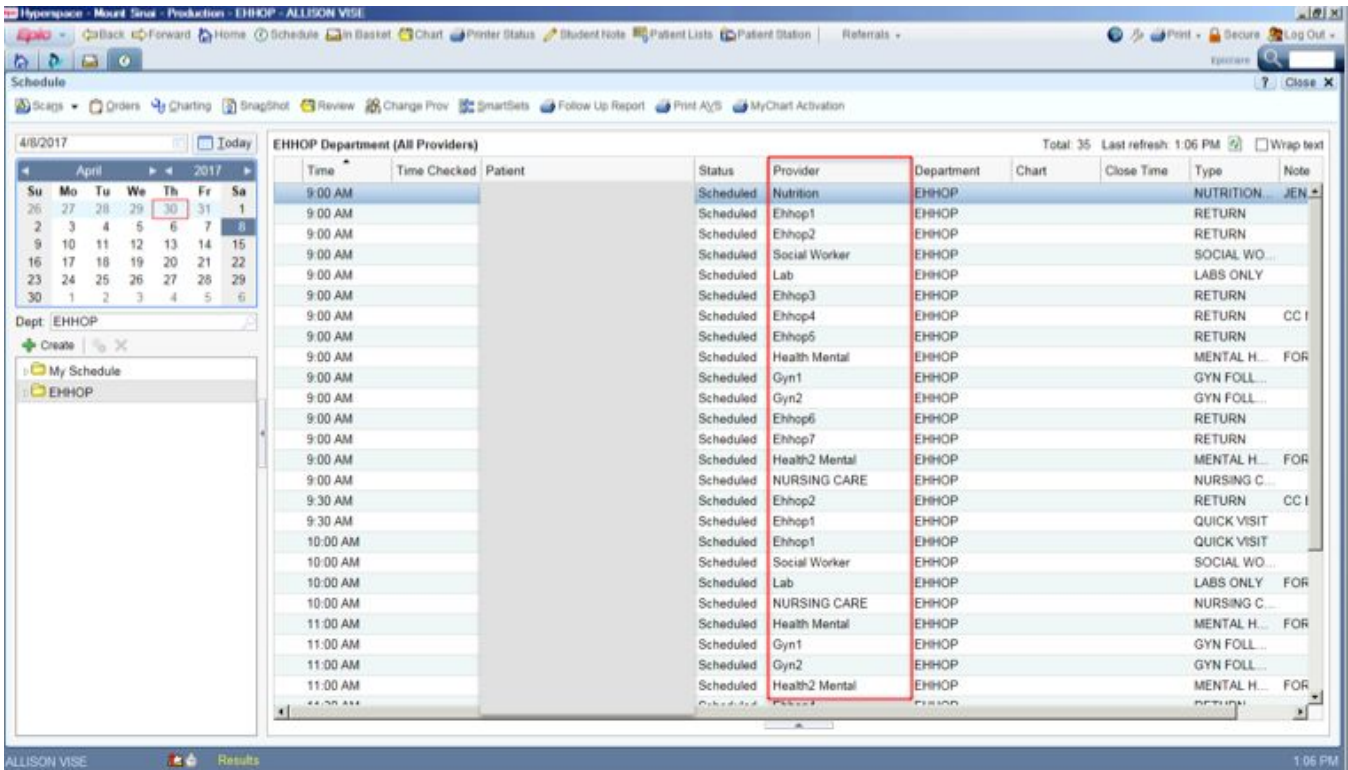 Hyperspace - Mount Sinai - Production - EHHOP - ALLISON VISE
Epic Back Forward Home Schedule In Basket Chart Printer Status Student Note Patient Lists Patient Station Referrals Print Secure Log Out
Schedule ? Close X
Scans Orders Charting SnapShot Review Change Prov SmartSets Follow Up Report Print AVS MyChart Activation
4/8/2017 Today EHHOP Department (All Providers) Total: 35 Last refresh: 1:06 PM Wrap text
April 2017
Su Mo Tu We Th Fr Sa
26 27 28 29 30 31 1
2 3 4 5 6 7 8
9 10 11 12 13 14 15
16 17 18 19 20 21 22
23 24 25 26 27 28 29
30 1 2 3 4 5 6
Dept: EHHOP
Create
My Schedule
EHHOP
Time Time Checked Patient Status Provider Department Chart Close Time Type Note
9:00 AM Scheduled Nutrition EHHOP NUTRITION... JEN
9:00 AM Scheduled Ehhop1 EHHOP RETURN
9:00 AM Scheduled Ehhop2 EHHOP RETURN
9:00 AM Scheduled Social Worker EHHOP SOCIAL WO...
9:00 AM Scheduled Lab EHHOP LABS ONLY
9:00 AM Scheduled Ehhop3 EHHOP RETURN
9:00 AM Scheduled Ehhop4 EHHOP RETURN CC
9:00 AM Scheduled Ehhop5 EHHOP RETURN
9:00 AM Scheduled Health Mental EHHOP MENTAL H... FOR
9:00 AM Scheduled Gyn1 EHHOP GYN FOLL...
9:00 AM Scheduled Gyn2 EHHOP GYN FOLL...
9:00 AM Scheduled Ehhop6 EHHOP RETURN
9:00 AM Scheduled Ehhop7 EHHOP RETURN
9:00 AM Scheduled Health2 Mental EHHOP MENTAL H... FOR
9:00 AM Scheduled NURSING CARE EHHOP NURSING C...
9:30 AM Scheduled Ehhop2 EHHOP RETURN CC
9:30 AM Scheduled Ehhop1 EHHOP QUICK VISIT
10:00 AM Scheduled Ehhop1 EHHOP QUICK VISIT
10:00 AM Scheduled Social Worker EHHOP SOCIAL WO...
10:00 AM Scheduled Lab EHHOP LABS ONLY FOR
10:00 AM Scheduled NURSING CARE EHHOP NURSING C...
11:00 AM Scheduled Health Mental EHHOP MENTAL H... FOR
11:00 AM Scheduled Gyn1 EHHOP GYN FOLL...
11:00 AM Scheduled Gyn2 EHHOP GYN FOLL...
11:00 AM Scheduled Health2 Mental EHHOP MENTAL H... FOR
ALLISON VISE Results 1:06 PM